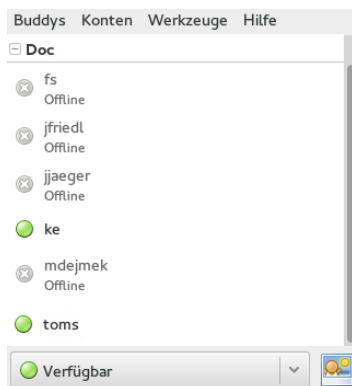 Buddys Konten Werkzeuge Hilfe
Doc
fs
Offline
jfriedl
Offline
jjaeger
Offline
ke
mdejmek
Offline
toms
Verfügbar